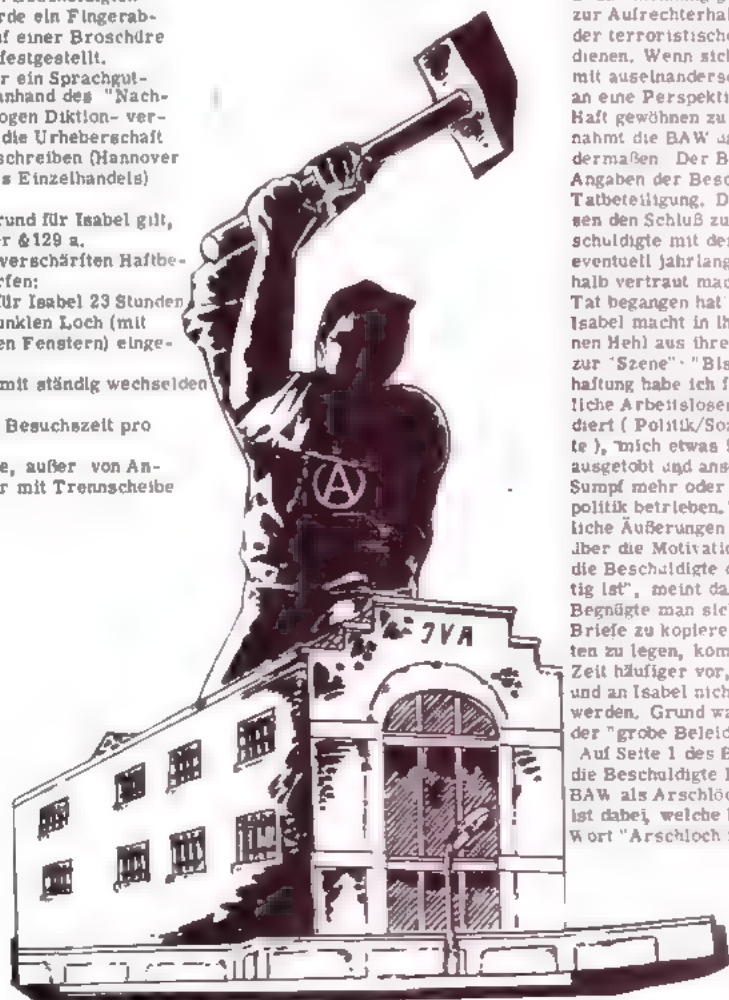 rde ein Fingerab-
f einer Broschüre
festgestellt.
r ein Sprachgut-
anhand des "Nach-
ogen Diktion- ver-
die Urheberschaft
schreiben (Hannover
s Einzelhandels)
rund für Isabel gilt,
r &129 a.
verschärften Haftbe-
rfen:
für Isabel 23 Stunden
unklen Loch (mit
en Fenstern) einge-
mit ständig wechselden
Besuchszeit pro
e, außer von An-
r mit Trennscheibe
A
JVA
zur Aufrechterhal
der terroristische
dienen. Wenn sich
mit auseinanderse
an eine Perspekti
Haft gewöhnen zu
nahmt die BAW
dermaßen Der B
Angaben der Besc
Tatbeteiligung. D
sen den Schluß zu
schuldigte mit der
eventuell jahrlang
halb vertraut mac
Tat begangen hat
Isabel macht in Ih
nen Hehl aus ihre
zur "Szene". "Bis
haftung habe ich f
liche Arbeitsloser
diert ( Politik/Soz
te ), mich etwas
ausgetobt und ans
Sumpf mehr oder
politik betrieben.
liche Äußerungen
über die Motivatio
die Beschuldigte
tig ist", meint da
Begnügte man sic
Briefe zu kopiere
ten zu legen, kom
Zeit häufiger vor,
und an Isabel nich
werden. Grund wa
der "grobe Beleid
Auf Seite 1 des B
die Beschuldigte
BAW als Arschlöc
ist dabei, welche
Wort "Arschloch